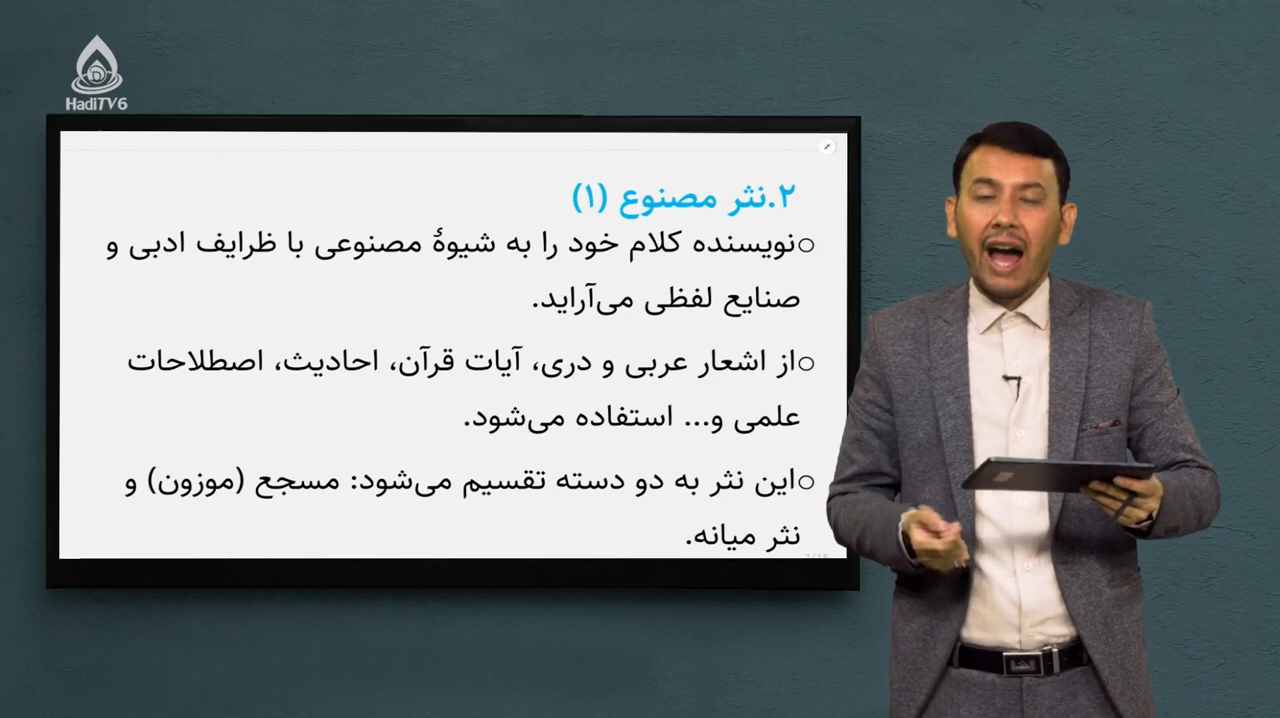 HadiTV6
۲.نثر مصنوع (۱)
نویسنده کلام خود را به شیوۀ مصنوعی با ظرایف ادبی و
صنایع لفظی می‌آراید.
از اشعار عربی و دری، آیات قرآن، احادیث، اصطلاحات
علمی و... استفاده می‌شود.
این نثر به دو دسته تقسیم می‌شود: مسجع (موزون) و
نثر میانه.